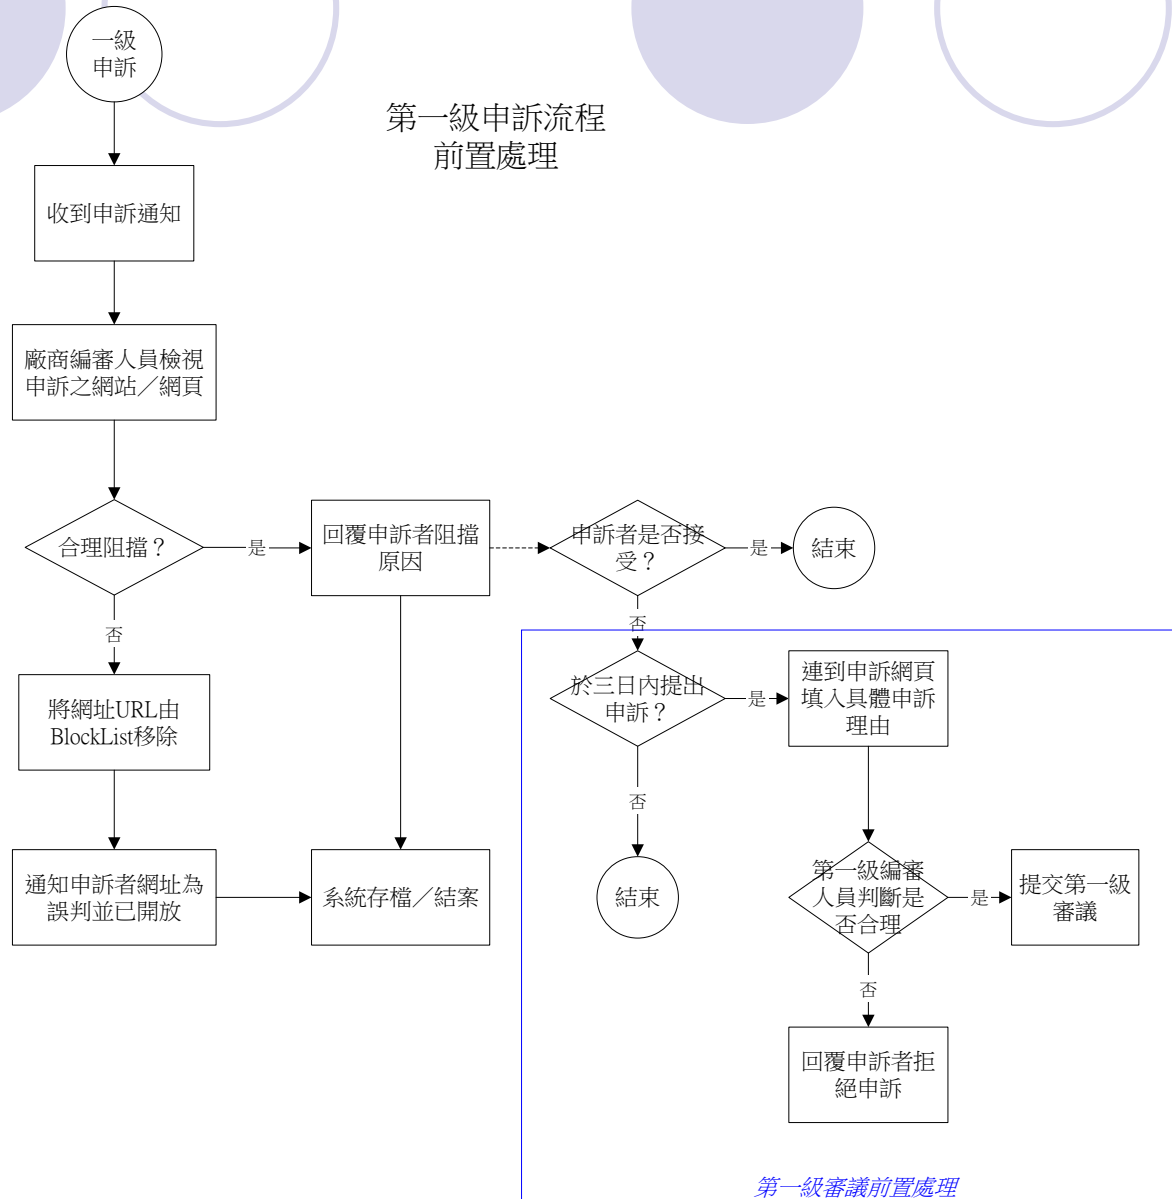 一級
申訴
第一級申訴流程
前置處理
收到申訴通知
廠商編審人員檢視
申訴之網站／網頁
合理阻擋？
是
回覆申訴者阻擋
原因
申訴者是否接
受？
是
結束
否
否
將網址URL由
BlockList移除
於三日內提出
申訴？
是
連到申訴網頁
填入具體申訴
理由
否
通知申訴者網址為
誤判並已開放
系統存檔／結案
結束
第一級編審
人員判斷是
否合理
是
提交第一級
審議
否
回覆申訴者拒
絕申訴
第一級審議前置處理